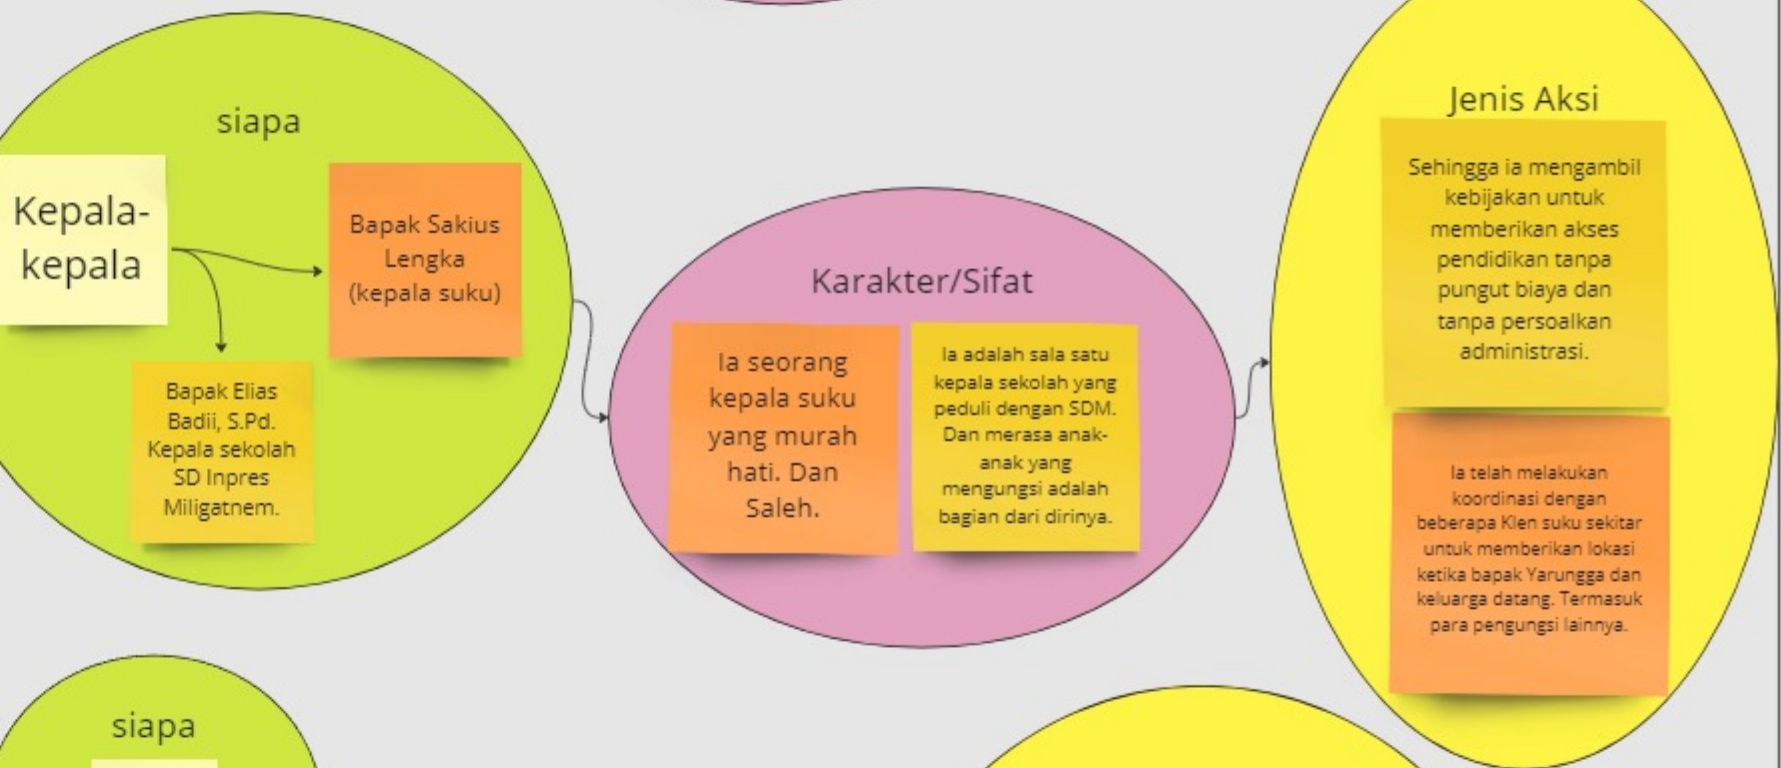 siapa
Kepala-
kepala
Bapak Sakius
Lengka
(kepala suku)
Bapak Elias
Badii, S.Pd.
Kepala sekolah
SD Inpres
Miligatnem.
Karakter/Sifat
Ia seorang
kepala suku
yang murah
hati. Dan
Saleh.
Ia adalah sala satu
kepala sekolah yang
peduli dengan SDM.
Dan merasa anak-
anak yang
mengungsi adalah
bagian dari dirinya.
Jenis Aksi
Sehingga ia mengambil
kebijakan untuk
memberikan akses
pendidikan tanpa
pungut biaya dan
tanpa persoalkan
administrasi.
Ia telah melakukan
koordinasi dengan
beberapa Klen suku sekitar
untuk memberikan lokasi
ketika bapak Yarungga dan
keluarga datang. Termasuk
para pengungsi lainnya.
siapa